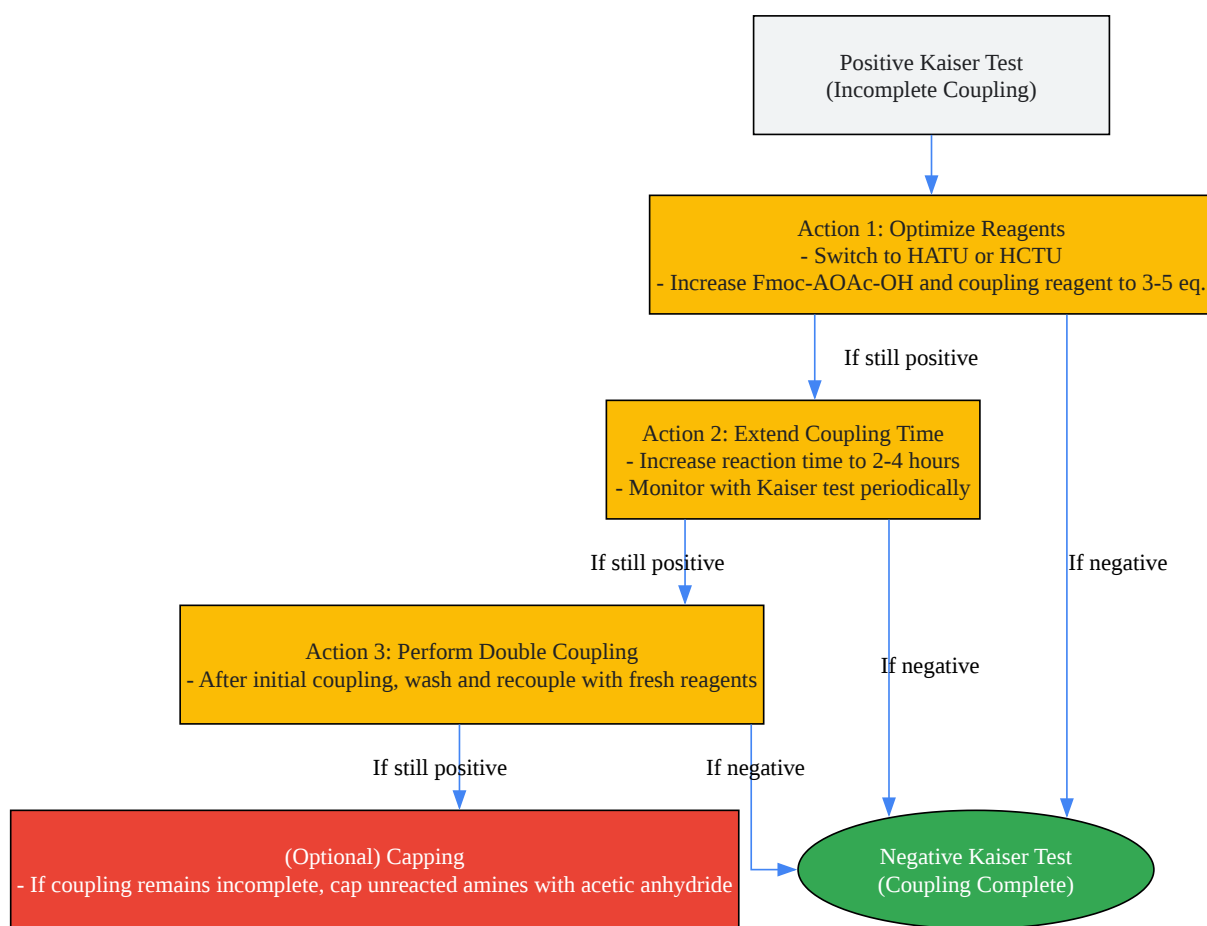 Positive Kaiser Test
(Incomplete Coupling)
Action 1: Optimize Reagents
- Switch to HATU or HCTU
- Increase Fmoc-AOAc-OH and coupling reagent to 3-5 eq.
If still positive
Action 2: Extend Coupling Time
- Increase reaction time to 2-4 hours
- Monitor with Kaiser test periodically
If still positive
If negative
Action 3: Perform Double Coupling
- After initial coupling, wash and recouple with fresh reagents
If negative
If still positive
If negative
(Optional) Capping
- If coupling remains incomplete, cap unreacted amines with acetic anhydride
Negative Kaiser Test
(Coupling Complete)